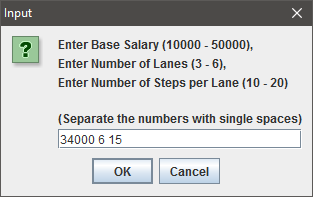 Input
Enter Base Salary (10000 - 50000),
Enter Number of Lanes (3 - 6),
Enter Number of Steps per Lane (10 - 20)
(Separate the numbers with single spaces)
34000 6 15
OK Cancel